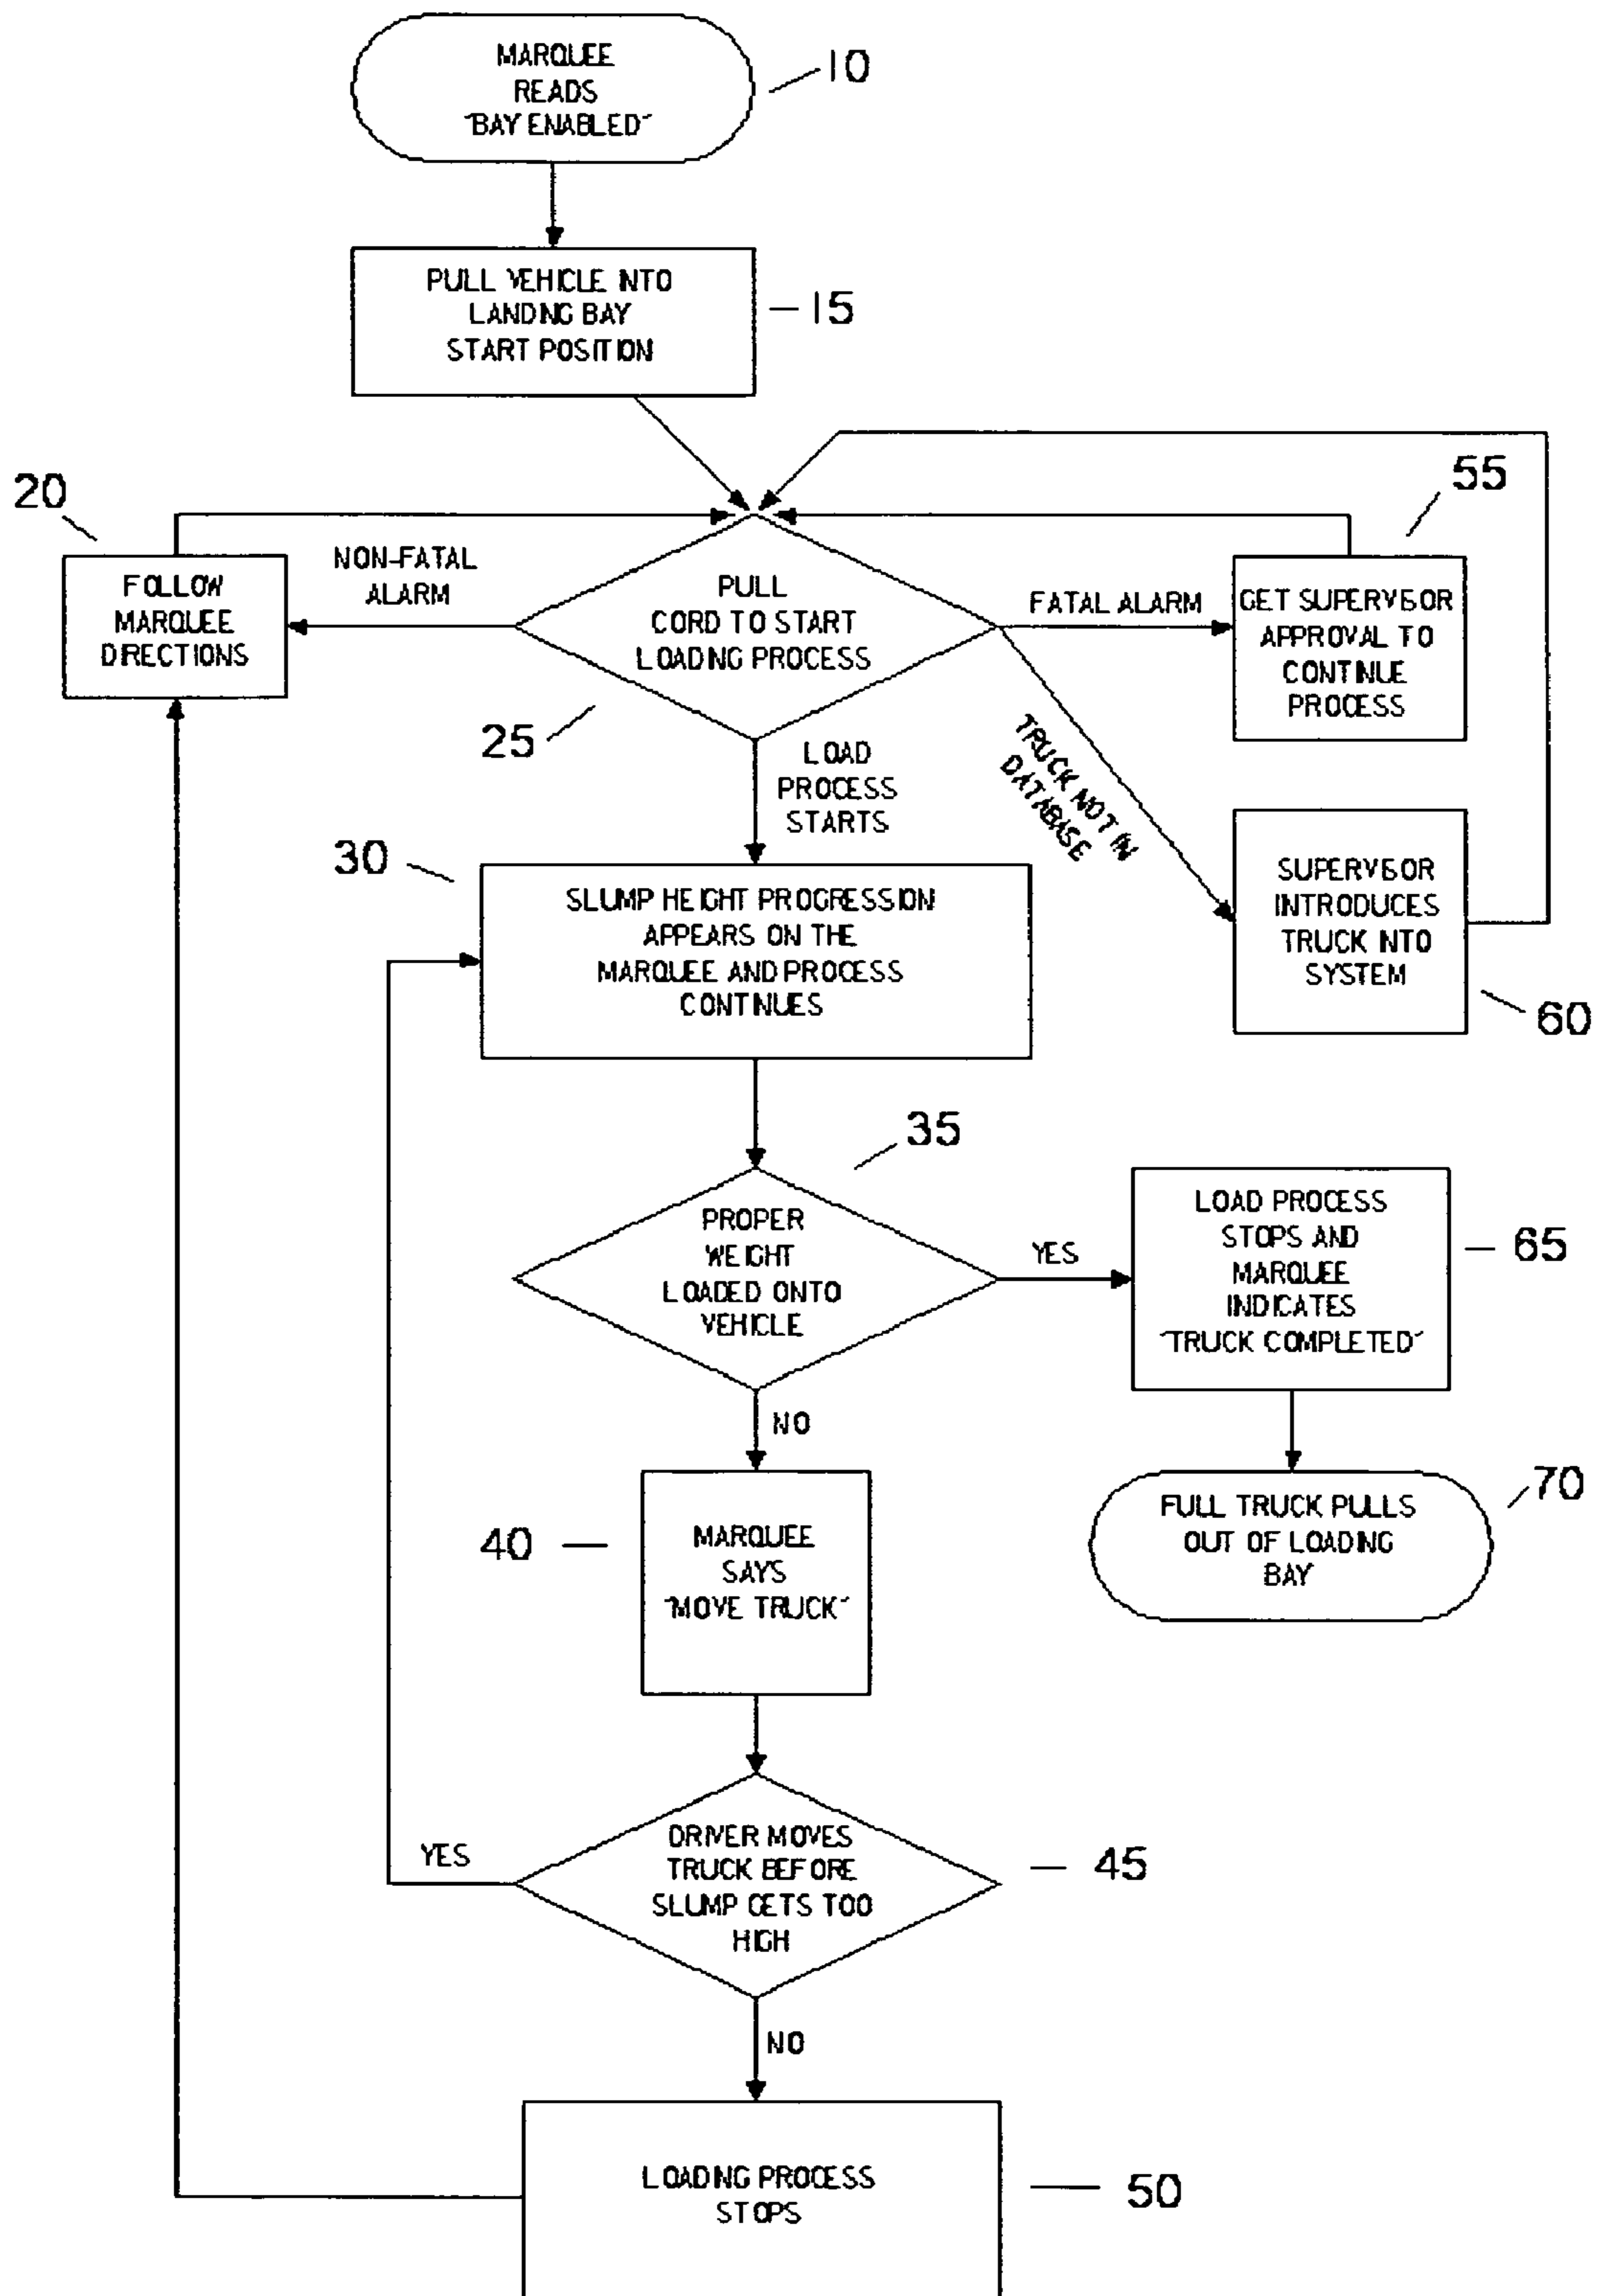 MARQUEE
READS
"BAY ENABLED"
10
PULL VEHICLE INTO
LANDING BAY
START POSITION
15
20
FOLLOW
MARQUEE
DIRECTIONS
NON-FATAL
ALARM
PULL
CORD TO START
LOADING PROCESS
25
FATAL ALARM
55
GET SUPERVISOR
APPROVAL TO
CONTINUE
PROCESS
TRUCK NOT IN
DATABASE
LOAD
PROCESS
STARTS
SUPERVISOR
INTRODUCES
TRUCK INTO
SYSTEM
60
30
SLUMP HEIGHT PROGRESSION
APPEARS ON THE
MARQUEE AND PROCESS
CONTINUES
35
PROPER
WEIGHT
LOADED ONTO
VEHICLE
YES
LOAD PROCESS
STOPS AND
MARQUEE
INDICATES
"TRUCK COMPLETED"
65
NO
40
MARQUEE
SAYS
"MOVE TRUCK"
FULL TRUCK PULLS
OUT OF LOADING
BAY
70
YES
DRIVER MOVES
TRUCK BEFORE
SLUMP GETS TOO
HIGH
45
NO
LOADING PROCESS
STOPS
50